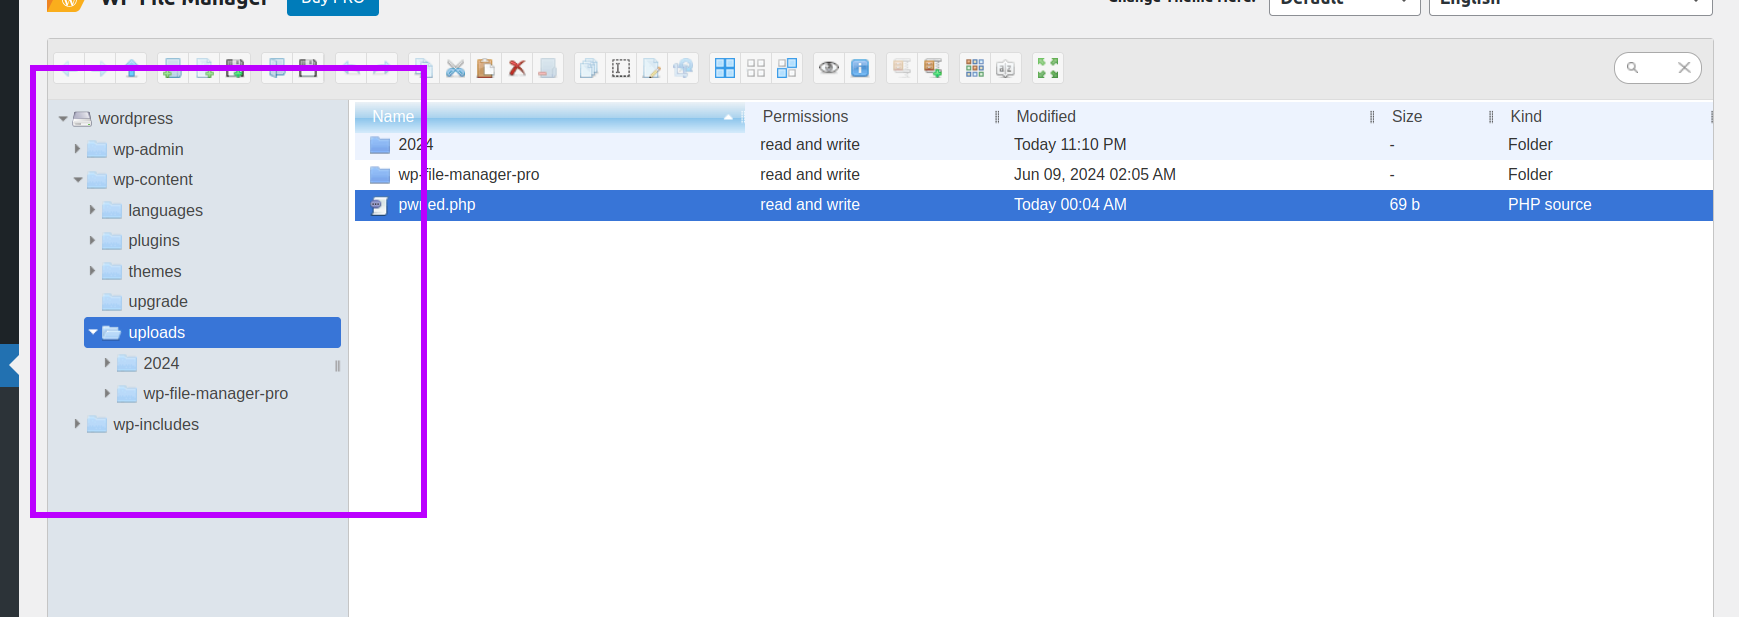 WP File Manager Buy PRO Change Theme Here: Default English
wordpress
wp-admin
wp-content
languages
plugins
themes
upgrade
uploads
2024
wp-file-manager-pro
wp-includes
Name Permissions Modified Size Kind
2024 read and write Today 11:10 PM - Folder
wp-file-manager-pro read and write Jun 09, 2024 02:05 AM - Folder
pwned.php read and write Today 00:04 AM 69 b PHP source